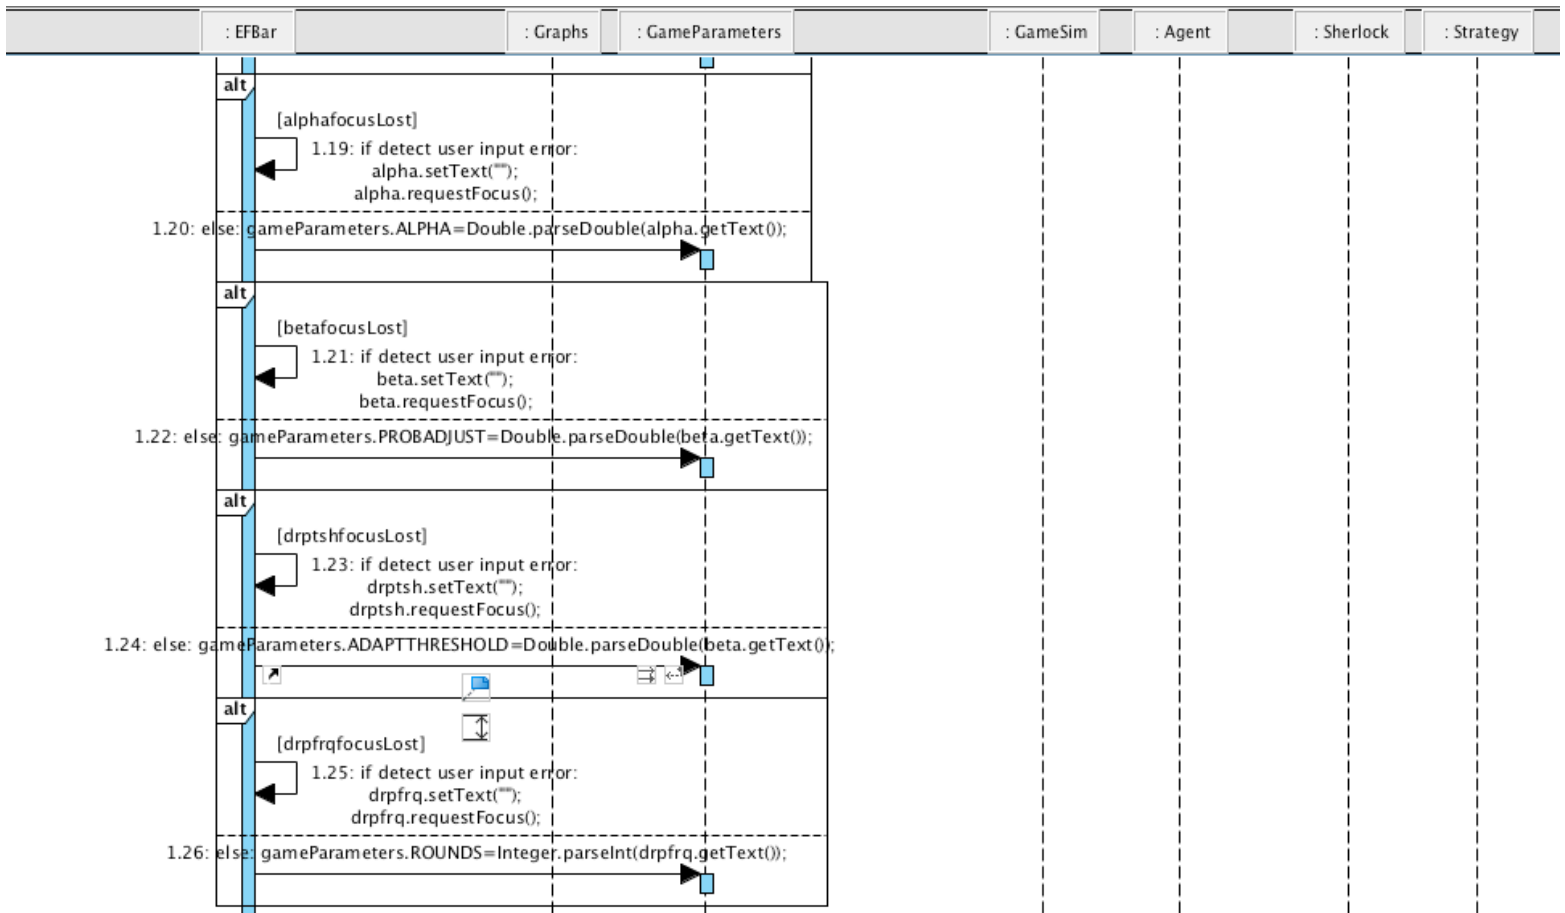 : EFBar
: Graphs
: GameParameters
: GameSim
: Agent
: Sherlock
: Strategy
alt
[alphafocusLost]
1.19: if detect user input error:
alpha.setText("");
alpha.requestFocus();
1.20: else: gameParameters.ALPHA=Double.parseDouble(alpha.getText());
alt
[betafocusLost]
1.21: if detect user input error:
beta.setText("");
beta.requestFocus();
1.22: else: gameParameters.PROBADJUST=Double.parseDouble(beta.getText());
alt
[drptshfocusLost]
1.23: if detect user input error:
drptsh.setText("");
drptsh.requestFocus();
1.24: else: gameParameters.ADAPTTHRESHOLD=Double.parseDouble(beta.getText());
alt
[drpfrqfocusLost]
1.25: if detect user input error:
drpfrq.setText("");
drpfrq.requestFocus();
1.26: else: gameParameters.ROUNDS=Integer.parseInt(drpfrq.getText());